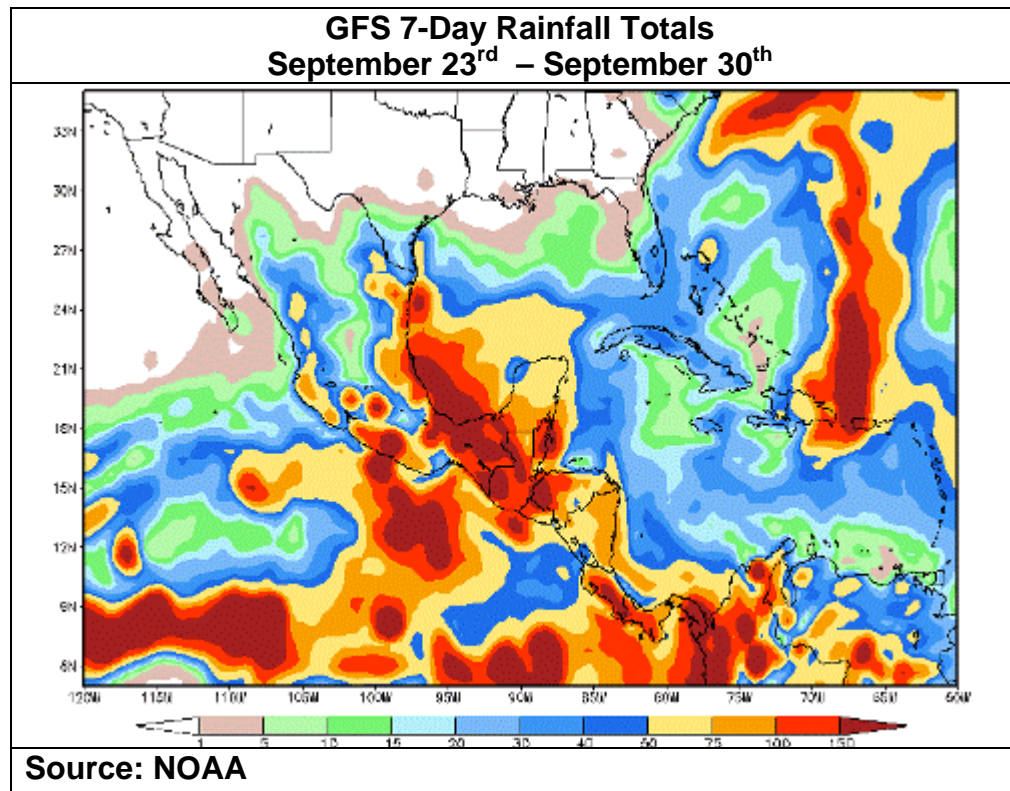 GFS 7-Day Rainfall Totals
September 23rd – September 30th
33N
30N
27N
24N
21N
18N
15N
12N
9N
6N
120W 115W 110W 105W 100W 95W 90W 85W 80W 75W 70W 65W 60W
1 5 10 15 20 30 40 50 75 100 150
Source: NOAA